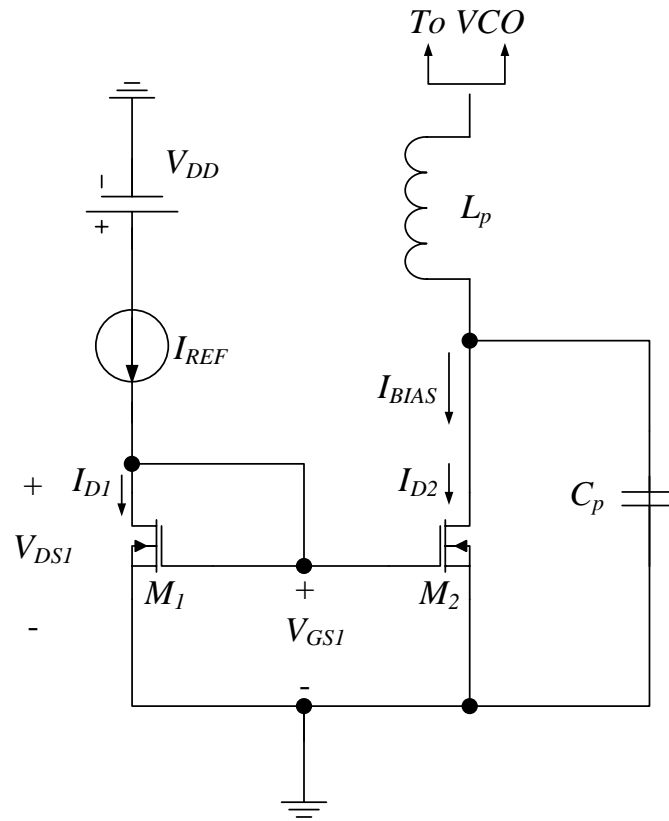 To VCO
V_DD
-
+
L_p
I_REF
I_BIAS
+
I_D1
I_D2
C_p
V_DS1
M_1
+
M_2
V_GS1
-
-